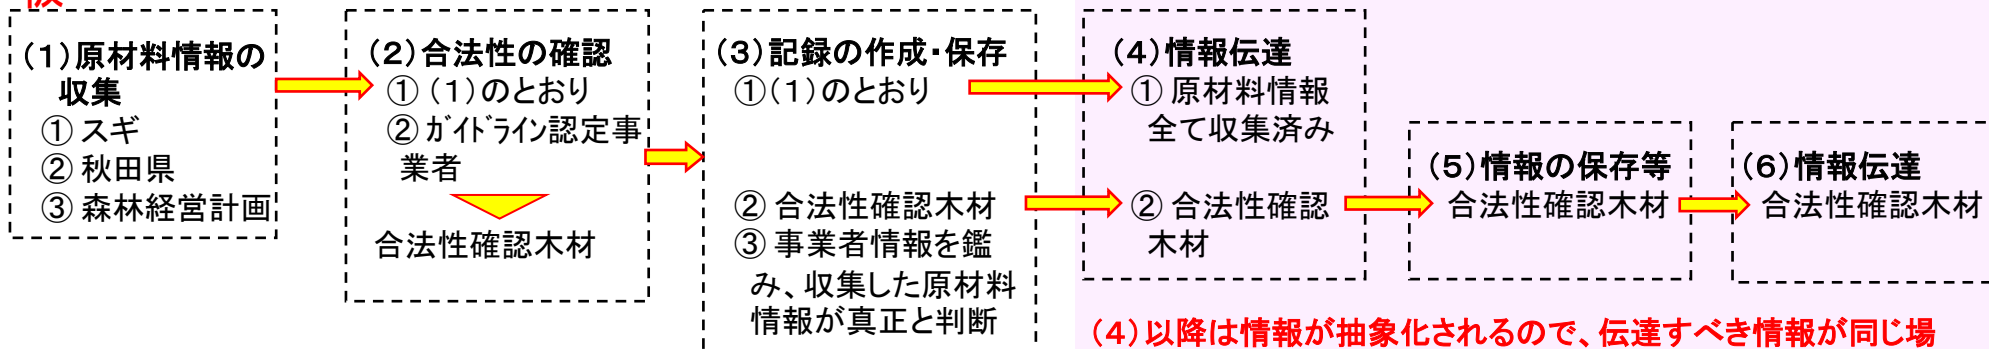 (1)原材料情報の
収集
① スギ
② 秋田県
③ 森林経営計画
(2)合法性の確認
① (1)のとおり
② ｶﾞｲﾄﾞﾗｲﾝ認定事
業者
合法性確認木材
(3)記録の作成・保存
①(1)のとおり
② 合法性確認木材
③ 事業者情報を鑑
み、収集した原材料
情報が真正と判断
(4)情報伝達
① 原材料情報
全て収集済み
② 合法性確認
木材
(5)情報の保存等
合法性確認木材
(6)情報伝達
合法性確認木材
(4)以降は情報が抽象化されるので、伝達すべき情報が同じ場